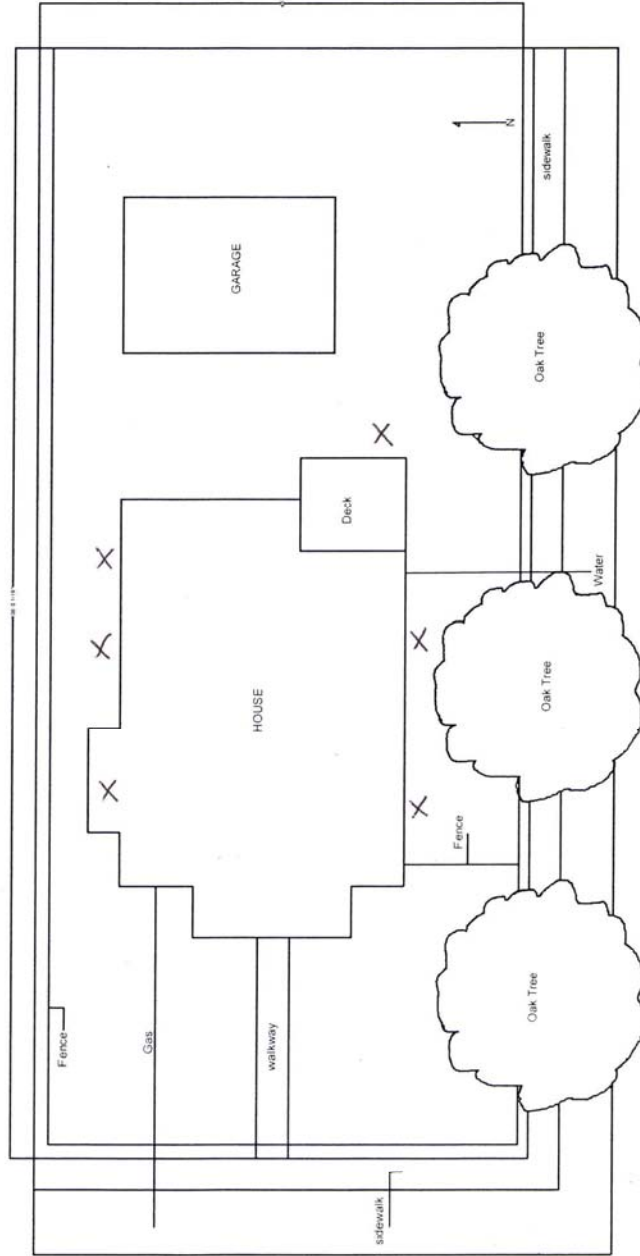 N
sidewalk
GARAGE
Oak Tree
Deck
Water
HOUSE
Oak Tree
Fence
Oak Tree
Fence
Gas
walkway
sidewalk